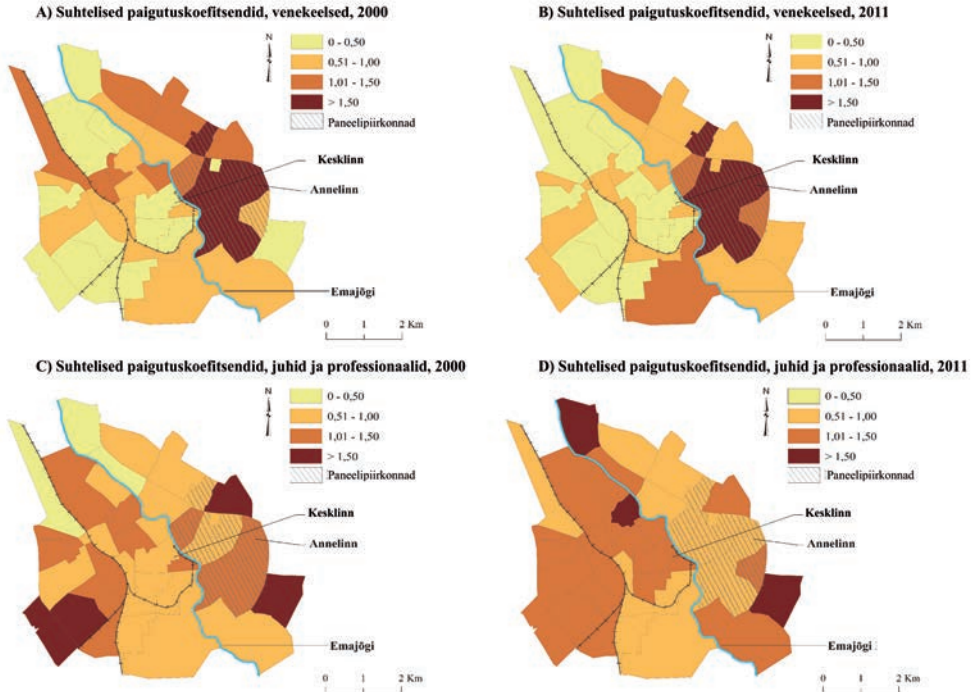 A) Suhtelised paigutuskoefitsendid, venekeelsed, 2000
N
0 - 0,50
0,51 - 1,00
1,01 - 1,50
> 1,50
Paneelipiirkonnad
Kesklinn
Annelinn
Emajõgi
0 1 2 Km
B) Suhtelised paigutuskoefitsendid, venekeelsed, 2011
N
0 - 0,50
0,51 - 1,00
1,01 - 1,50
> 1,50
Paneelipiirkonnad
Kesklinn
Annelinn
Emajõgi
0 1 2 Km
C) Suhtelised paigutuskoefitsendid, juhid ja professionaalid, 2000
N
0 - 0,50
0,51 - 1,00
1,01 - 1,50
> 1,50
Paneelipiirkonnad
Kesklinn
Annelinn
Emajõgi
0 1 2 Km
D) Suhtelised paigutuskoefitsendid, juhid ja professionaalid, 2011
N
0 - 0,50
0,51 - 1,00
1,01 - 1,50
> 1,50
Paneelipiirkonnad
Kesklinn
Annelinn
Emajõgi
0 1 2 Km